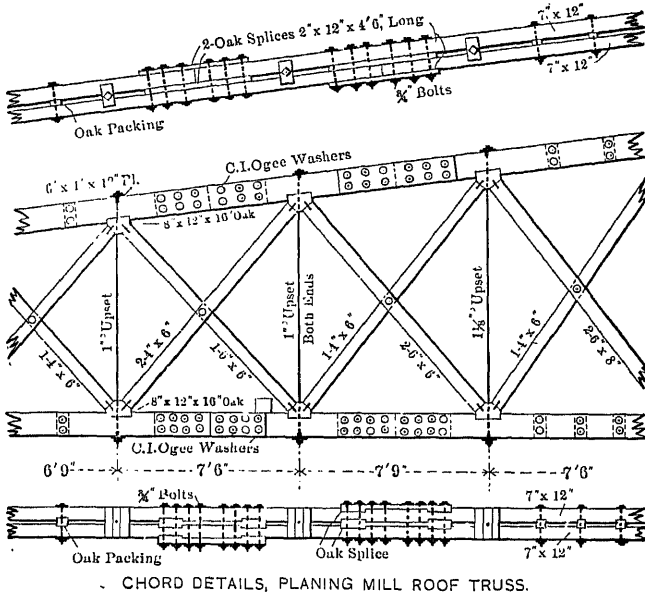 2-Oak Splices 2"x 12"x 4'6," Long
7"x 12"
7"x 12"
¾" Bolts
Oak Packing
C.I.Ogee Washers
8"x 12"x 16"Oak
1" Upset
1" Upset
Both Ends
1⅛" Upset
1-4"x 6"
2-4"x 6"
1-6"x 6"
1-4"x 6"
2-6"x 6"
1-4"x 6"
2-6"x 8"
8"x 12"x 16"Oak
C.I.Ogee Washers
6'9" 7'6" 7'9" 7'6"
¾" Bolts
7"x 12"
Oak Packing
Oak Splice
7"x 12"
CHORD DETAILS, PLANING MILL ROOF TRUSS.